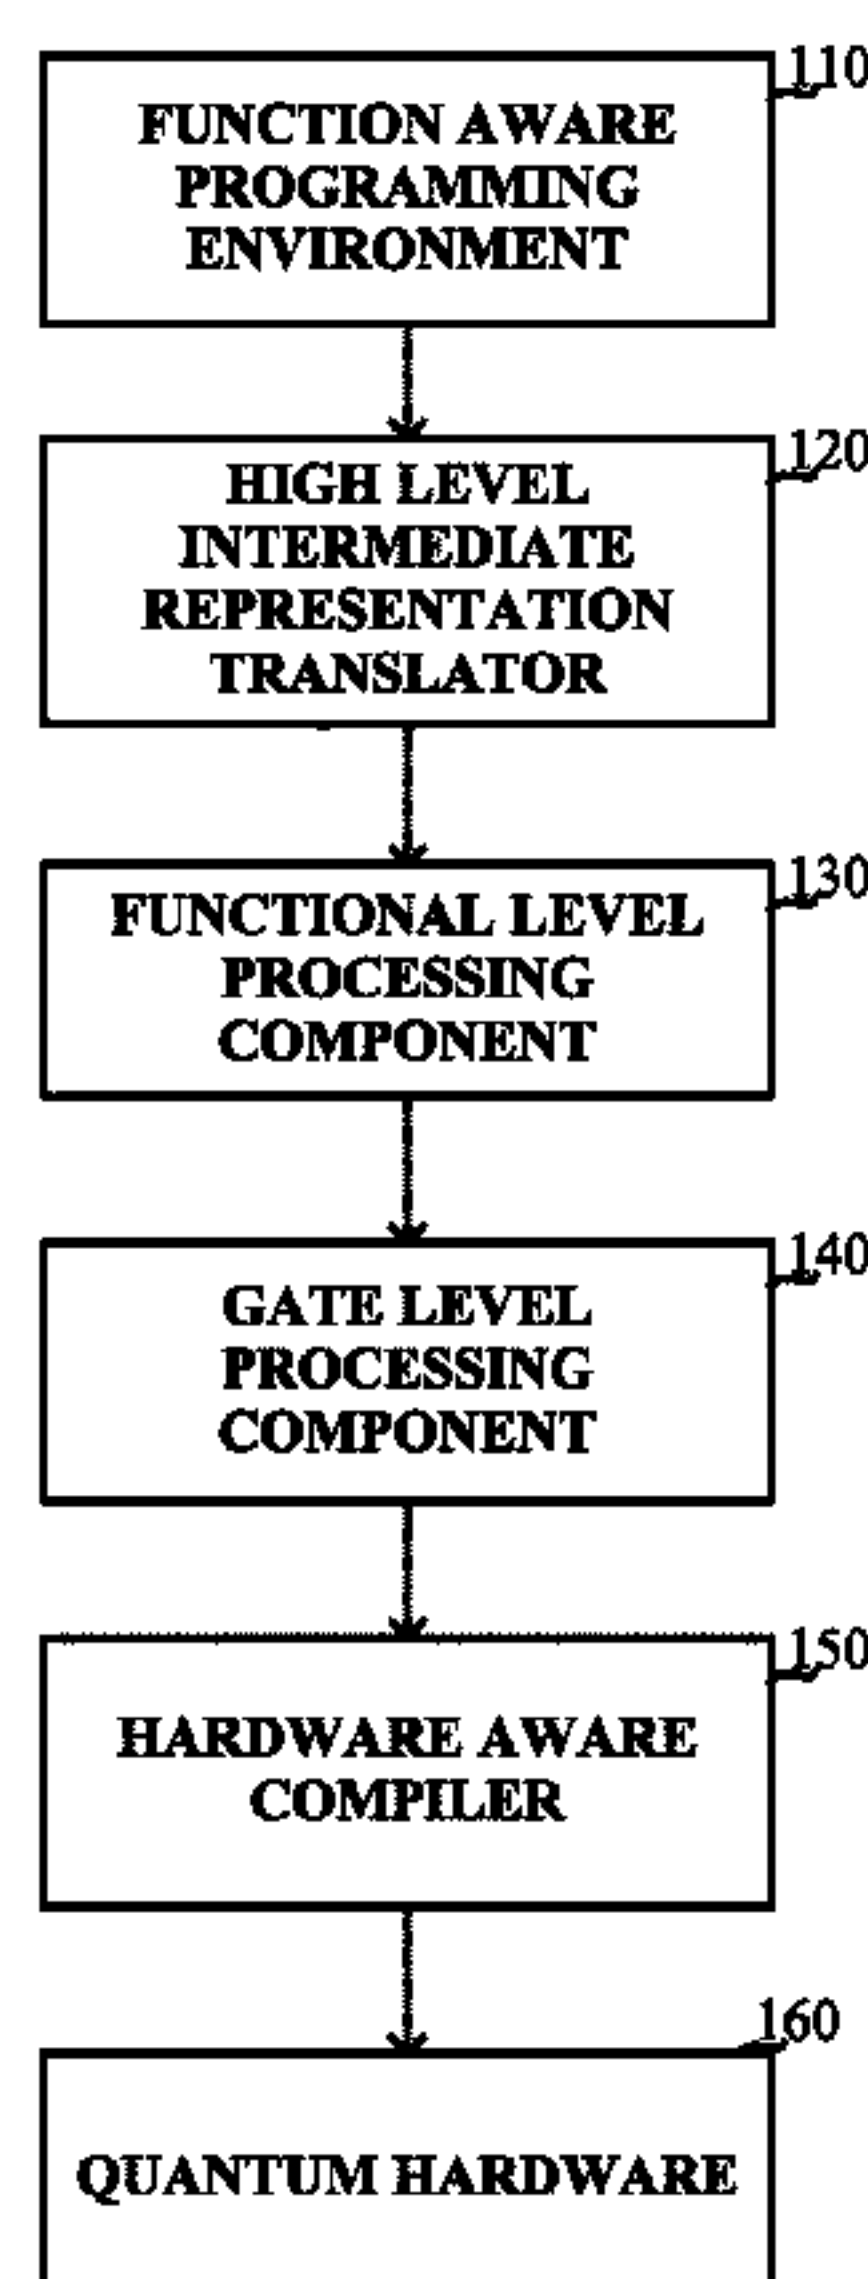 110
FUNCTION AWARE
PROGRAMMING
ENVIRONMENT
120
HIGH LEVEL
INTERMEDIATE
REPRESENTATION
TRANSLATOR
130
FUNCTIONAL LEVEL
PROCESSING
COMPONENT
140
GATE LEVEL
PROCESSING
COMPONENT
150
HARDWARE AWARE
COMPILER
160
QUANTUM HARDWARE